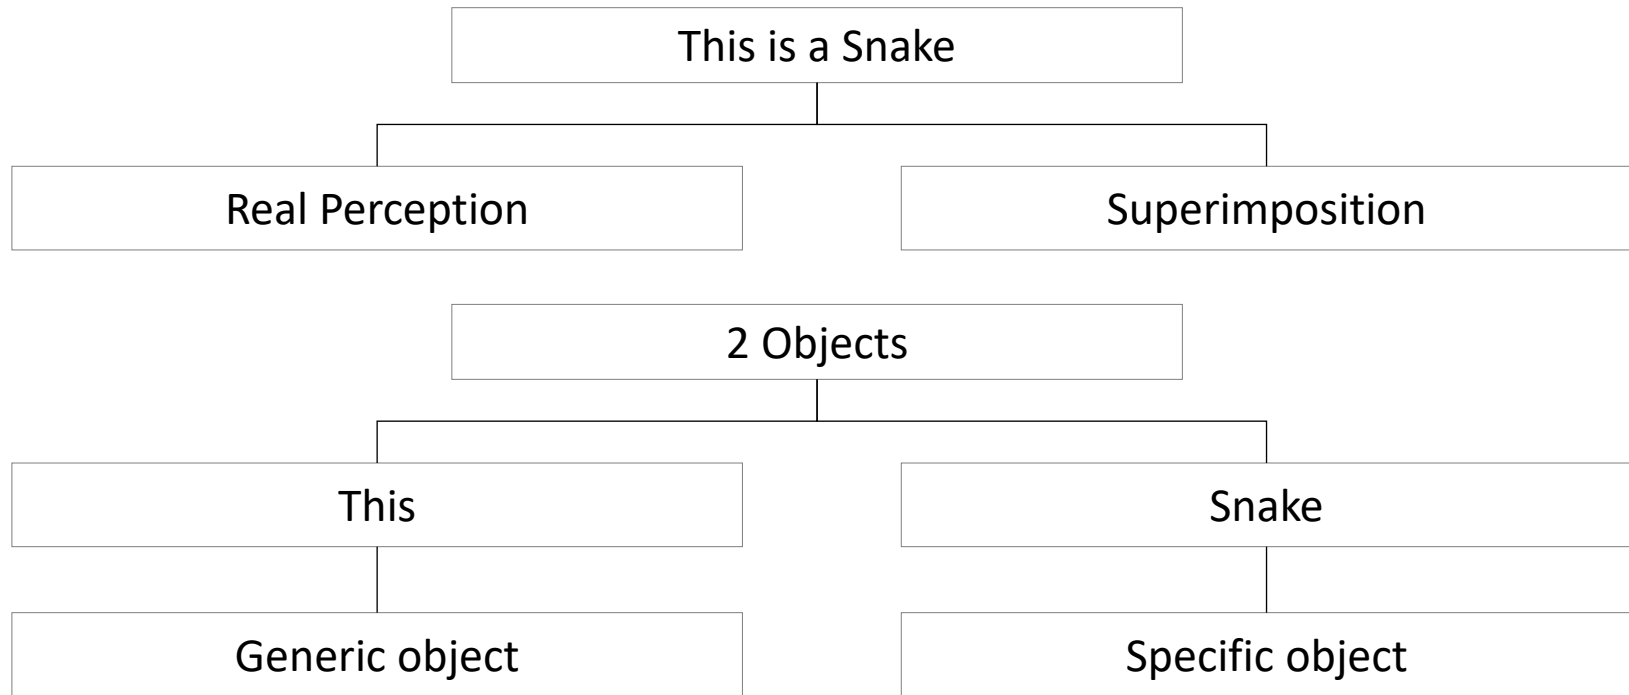 This is a Snake
Real Perception
Superimposition
2 Objects
This
Snake
Generic object
Specific object